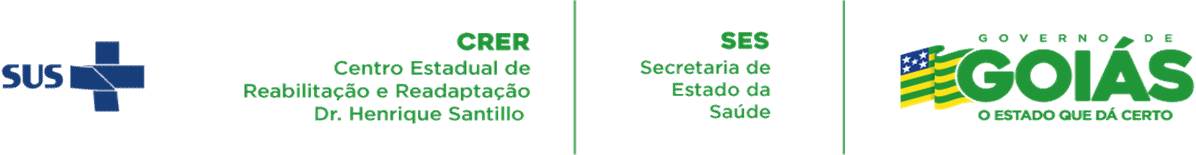 SUS
CRER
Centro Estadual de
Reabilitação e Readaptação
Dr. Henrique Santillo
SES
Secretaria de
Estado da
Saúde
GOVERNO DE
GOIÁS
O ESTADO QUE DÁ CERTO